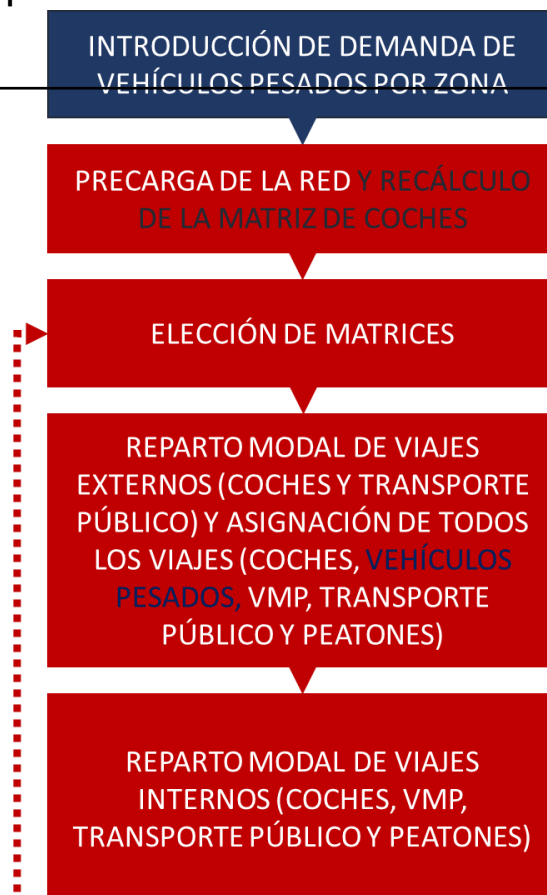 INTRODUCCIÓN DE DEMANDA DE
VEHÍCULOS PESADOS POR ZONA
PRECARGA DE LA RED Y RECÁLCULO
DE LA MATRIZ DE COCHES
ELECCIÓN DE MATRICES
REPARTO MODAL DE VIAJES
EXTERNOS (COCHES Y TRANSPORTE
PÚBLICO) Y ASIGNACIÓN DE TODOS
LOS VIAJES (COCHES, VEHÍCULOS
PESADOS, VMP, TRANSPORTE
PÚBLICO Y PEATONES)
REPARTO MODAL DE VIAJES
INTERNOS (COCHES, VMP,
TRANSPORTE PÚBLICO Y PEATONES)